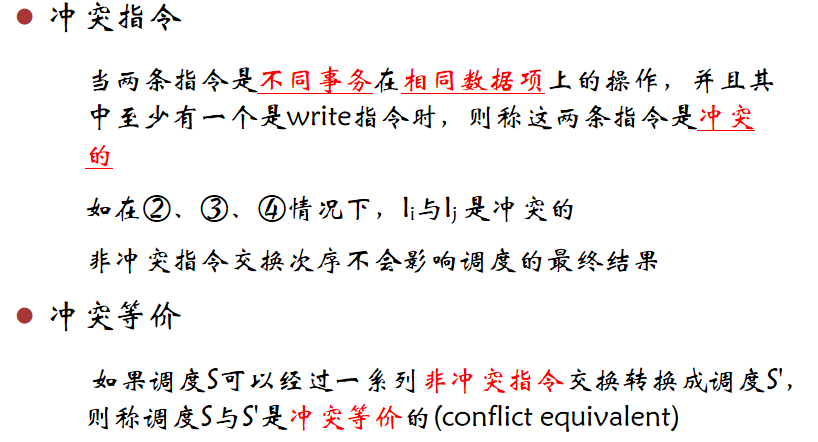 冲突指令
当两条指令是不同事务在相同数据项上的操作，并且其
中至少有一个是write指令时，则称这两条指令是冲突
的
如在②、③、④情况下，Ii与Ij 是冲突的
非冲突指令交换次序不会影响调度的最终结果
冲突等价
如果调度S可以经过一系列非冲突指令交换转换成调度S'，
则称调度S与S'是冲突等价的(conflict equivalent)